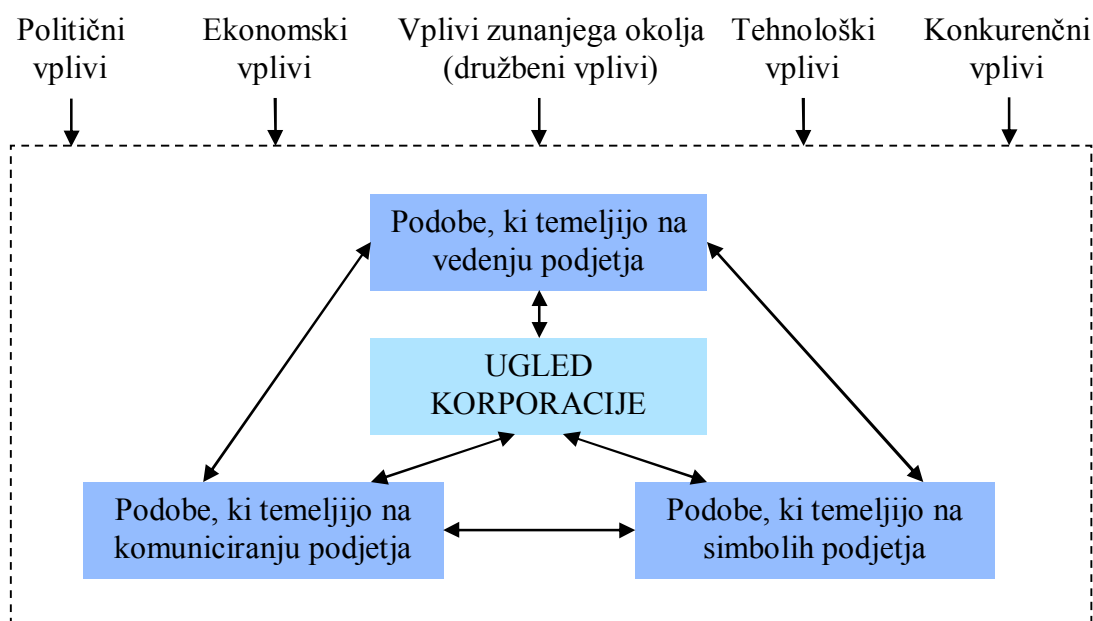 Politični
vplivi
Ekonomski
vplivi
Vplivi zunanjega okolja
(družbeni vplivi)
Tehnološki
vplivi
Konkurenčni
vplivi
Podobe, ki temeljijo na
vedenju podjetja
UGLED
KORPORACIJE
Podobe, ki temeljijo na
komuniciranju podjetja
Podobe, ki temeljijo na
simbolih podjetja